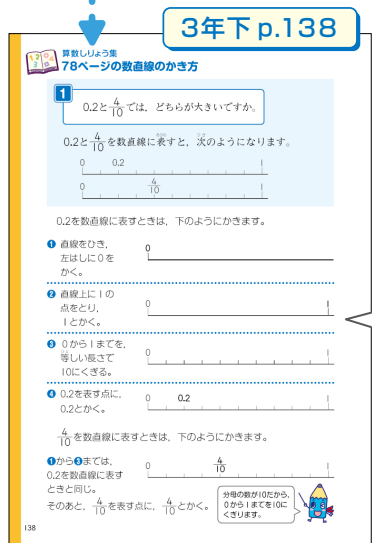 3年下 p.138
算数しりょう集
78ページの数直線のかき方
1
0.2と4/10では，どちらが大きいですか。
0.2と4/10を数直線に表すと，次のようになります。
0 0.2 1
0 4/10 1
0.2を数直線に表すときは，下のようにかきます。
❶ 直線をひき，
左はしに0を
かく。
0
❷ 直線上に1の
点をとり，
1とかく。
0 1
❸ 0から1までを，
等しい長さで
10にくぎる。
0 1
❹ 0.2を表す点に，
0.2とかく。
0 0.2 1
4/10を数直線に表すときは，下のようにかきます。
❶から❸までは，
0.2を数直線に表す
ときと同じ。
0 4/10 1
そのあと，4/10を表す点に，4/10とかく。
分母の数が10だから，
0から1までを10に
くぎります。
138